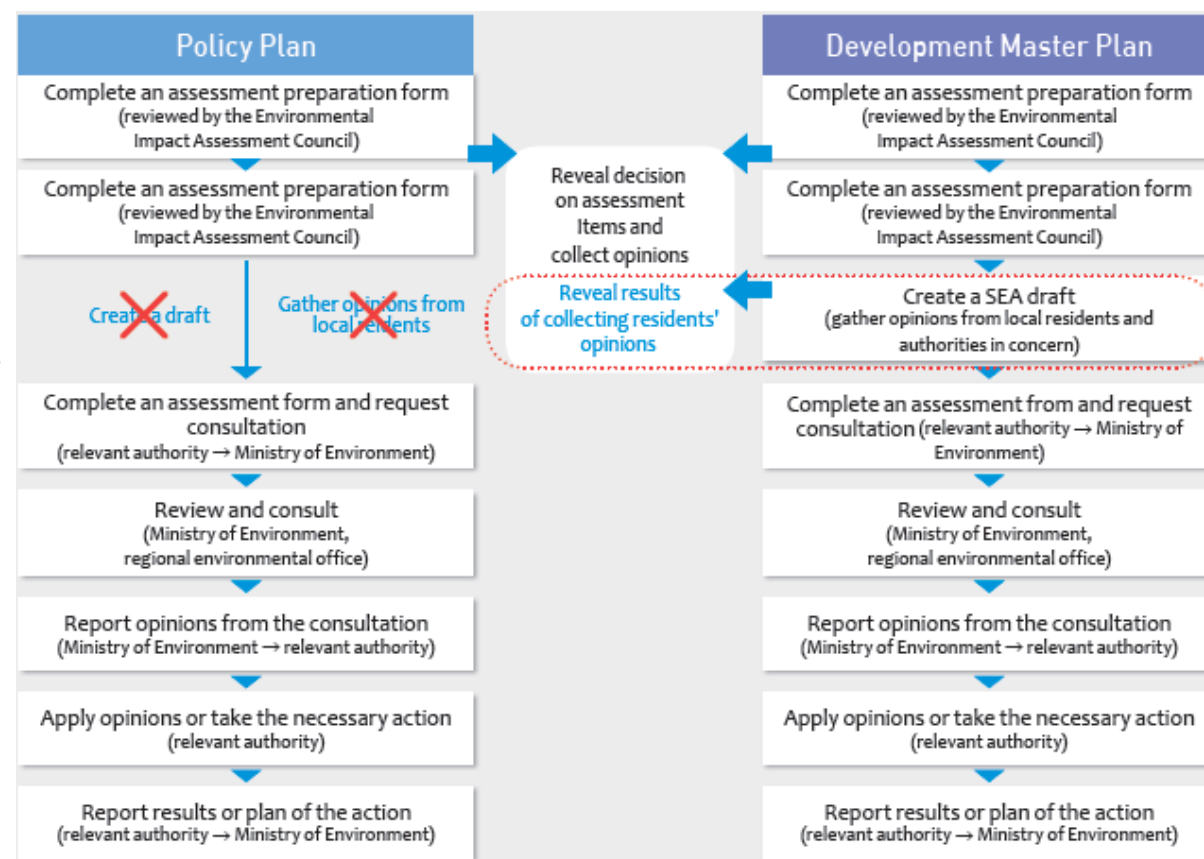 Policy Plan
Complete an assessment preparation form
(reviewed by the Environmental
Impact Assessment Council)
Complete an assessment preparation form
(reviewed by the Environmental
Impact Assessment Council)
Create a draft
Gather opinions from
local reidents
Complete an assessment form and request
consultation
(relevant authority → Ministry of Environment)
Review and consult
(Ministry of Environment,
regional environmental office)
Report opinions from the consultation
(Ministry of Environment → relevant authority)
Apply opinions or take the necessary action
(relevant authority)
Report results or plan of the action
(relevant authority → Ministry of Environment)
Reveal decision
on assessment
Items and
collect opinions
Reveal results
of collecting residents'
opinions
Development Master Plan
Complete an assessment preparation form
(reviewed by the Environmental
Impact Assessment Council)
Complete an assessment preparation form
(reviewed by the Environmental
Impact Assessment Council)
Create a SEA draft
(gather opinions from local residents and
authorities in concern)
Complete an assessment from and request
consultation (relevant authority → Ministry of
Environment)
Review and consult
(Ministry of Environment,
regional environmental office)
Report opinions from the consultation
(Ministry of Environment → relevant authority)
Apply opinions or take the necessary action
(relevant authority)
Report results or plan of the action
(relevant authority → Ministry of Environment)